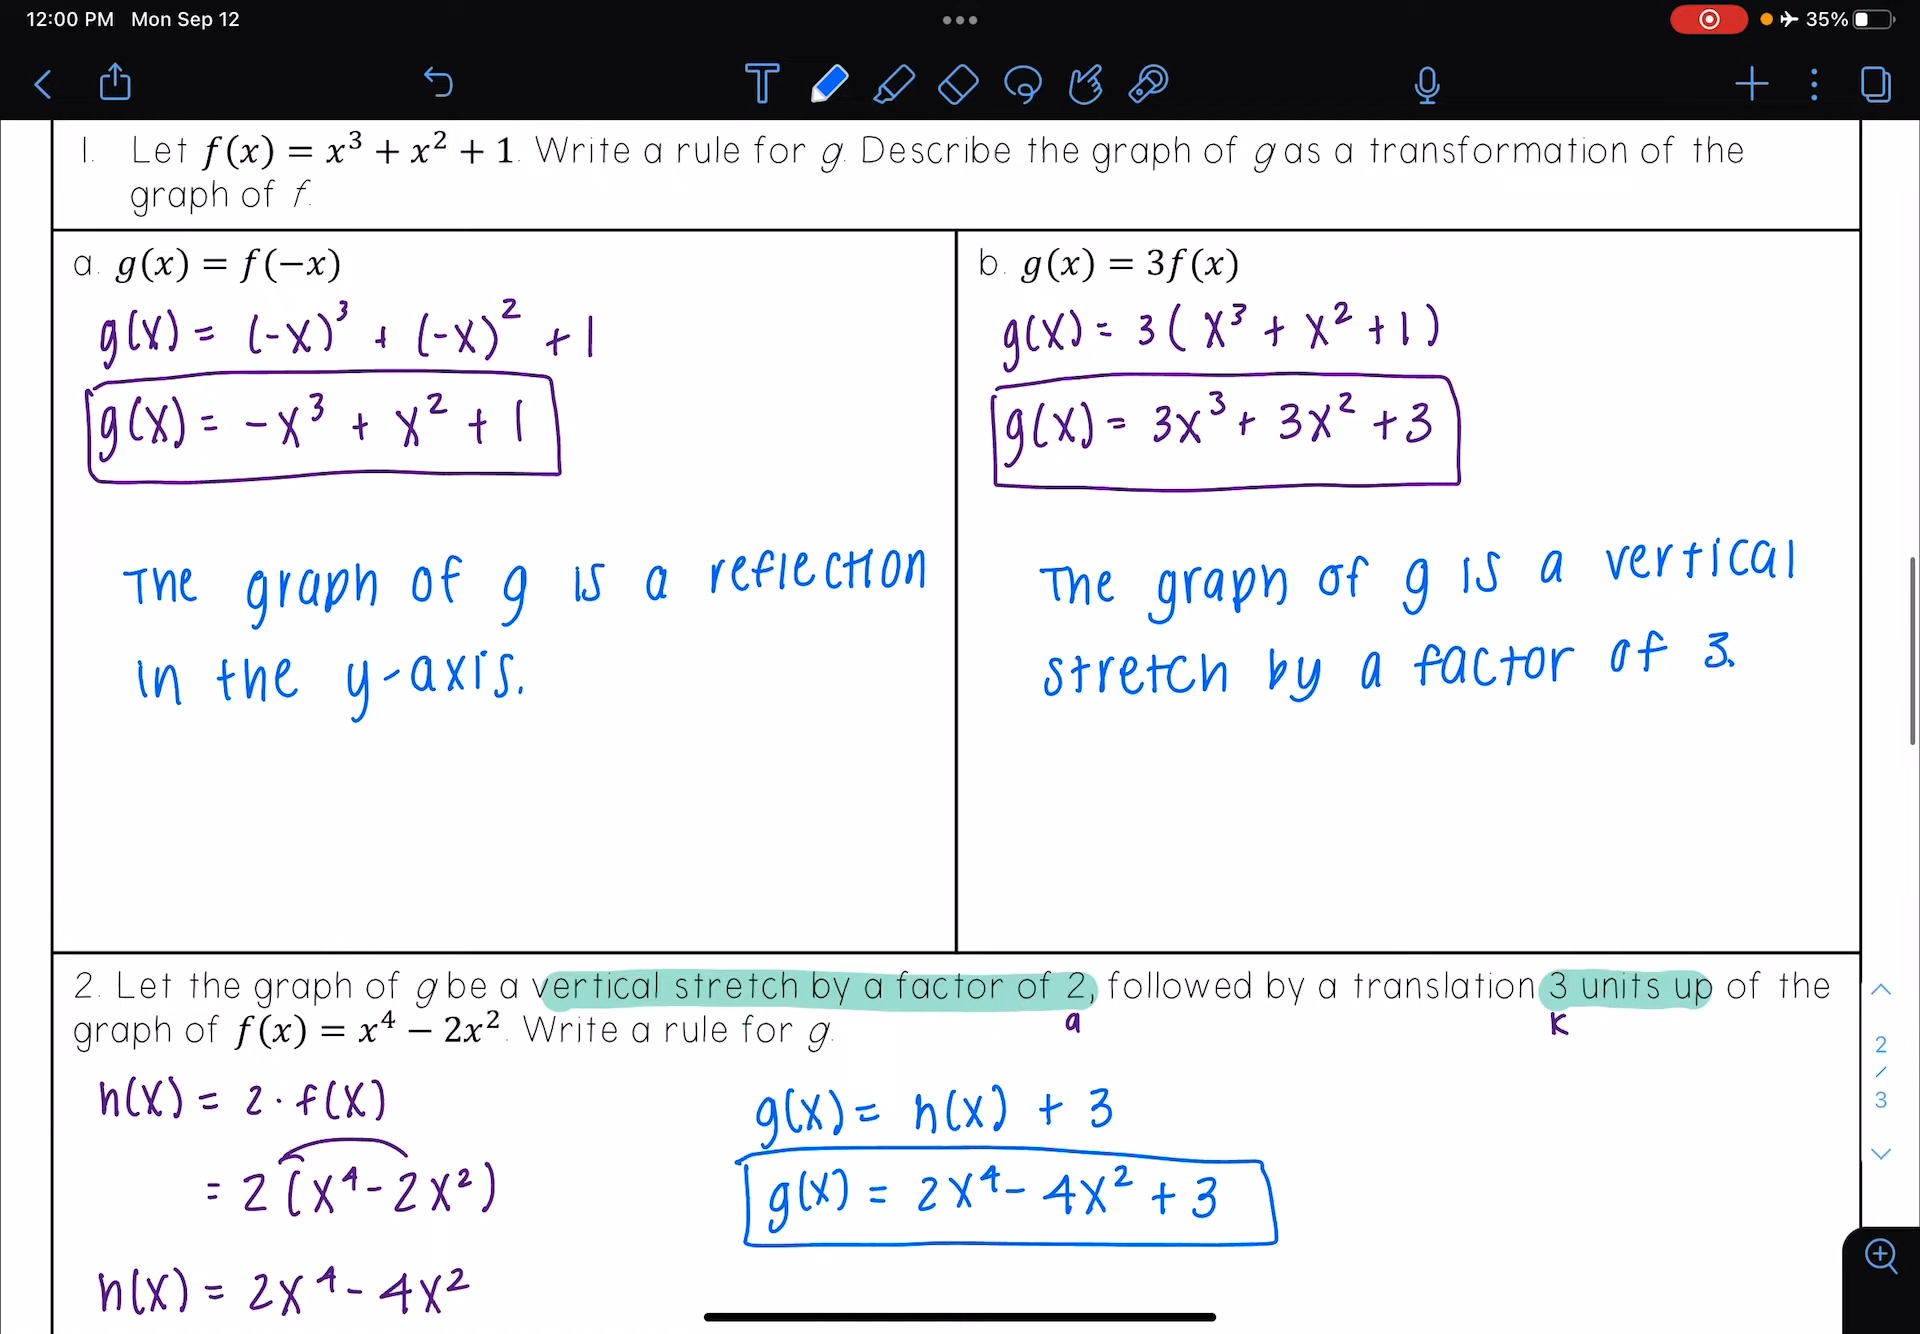 12:00 PM Mon Sep 12
35%
1. Let f(x) = x³ + x² + 1. Write a rule for g. Describe the graph of g as a transformation of the
graph of f.
a. g(x) = f(−x)
g(x) = (-x)³ + (-x)² + 1
g(x) = -x³ + x² + 1
The graph of g is a reflection
in the y-axis.
b. g(x) = 3f(x)
g(x) = 3(x³ + x² + 1)
g(x) = 3x³ + 3x² + 3
The graph of g is a vertical
stretch by a factor of 3.
2. Let the graph of g be a vertical stretch by a factor of 2, followed by a translation 3 units up of the
graph of f(x) = x⁴ − 2x². Write a rule for g.
a
k
h(x) = 2 · f(x)
= 2(x⁴ - 2x²)
h(x) = 2x⁴ - 4x²
g(x) = h(x) + 3
g(x) = 2x⁴ - 4x² + 3
2
/
3